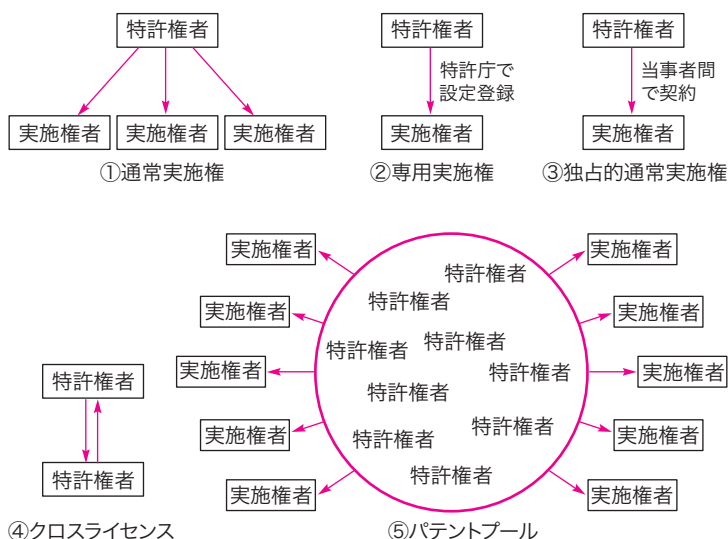 特許権者
実施権者
実施権者
実施権者
①通常実施権
特許権者
特許庁で
設定登録
実施権者
②専用実施権
特許権者
当事者間
で契約
実施権者
③独占的通常実施権
特許権者
特許権者
④クロスライセンス
実施権者
実施権者
実施権者
実施権者
実施権者
特許権者
特許権者
特許権者
特許権者
特許権者
特許権者
特許権者
特許権者
特許権者
実施権者
実施権者
実施権者
実施権者
実施権者
⑤パテントプール